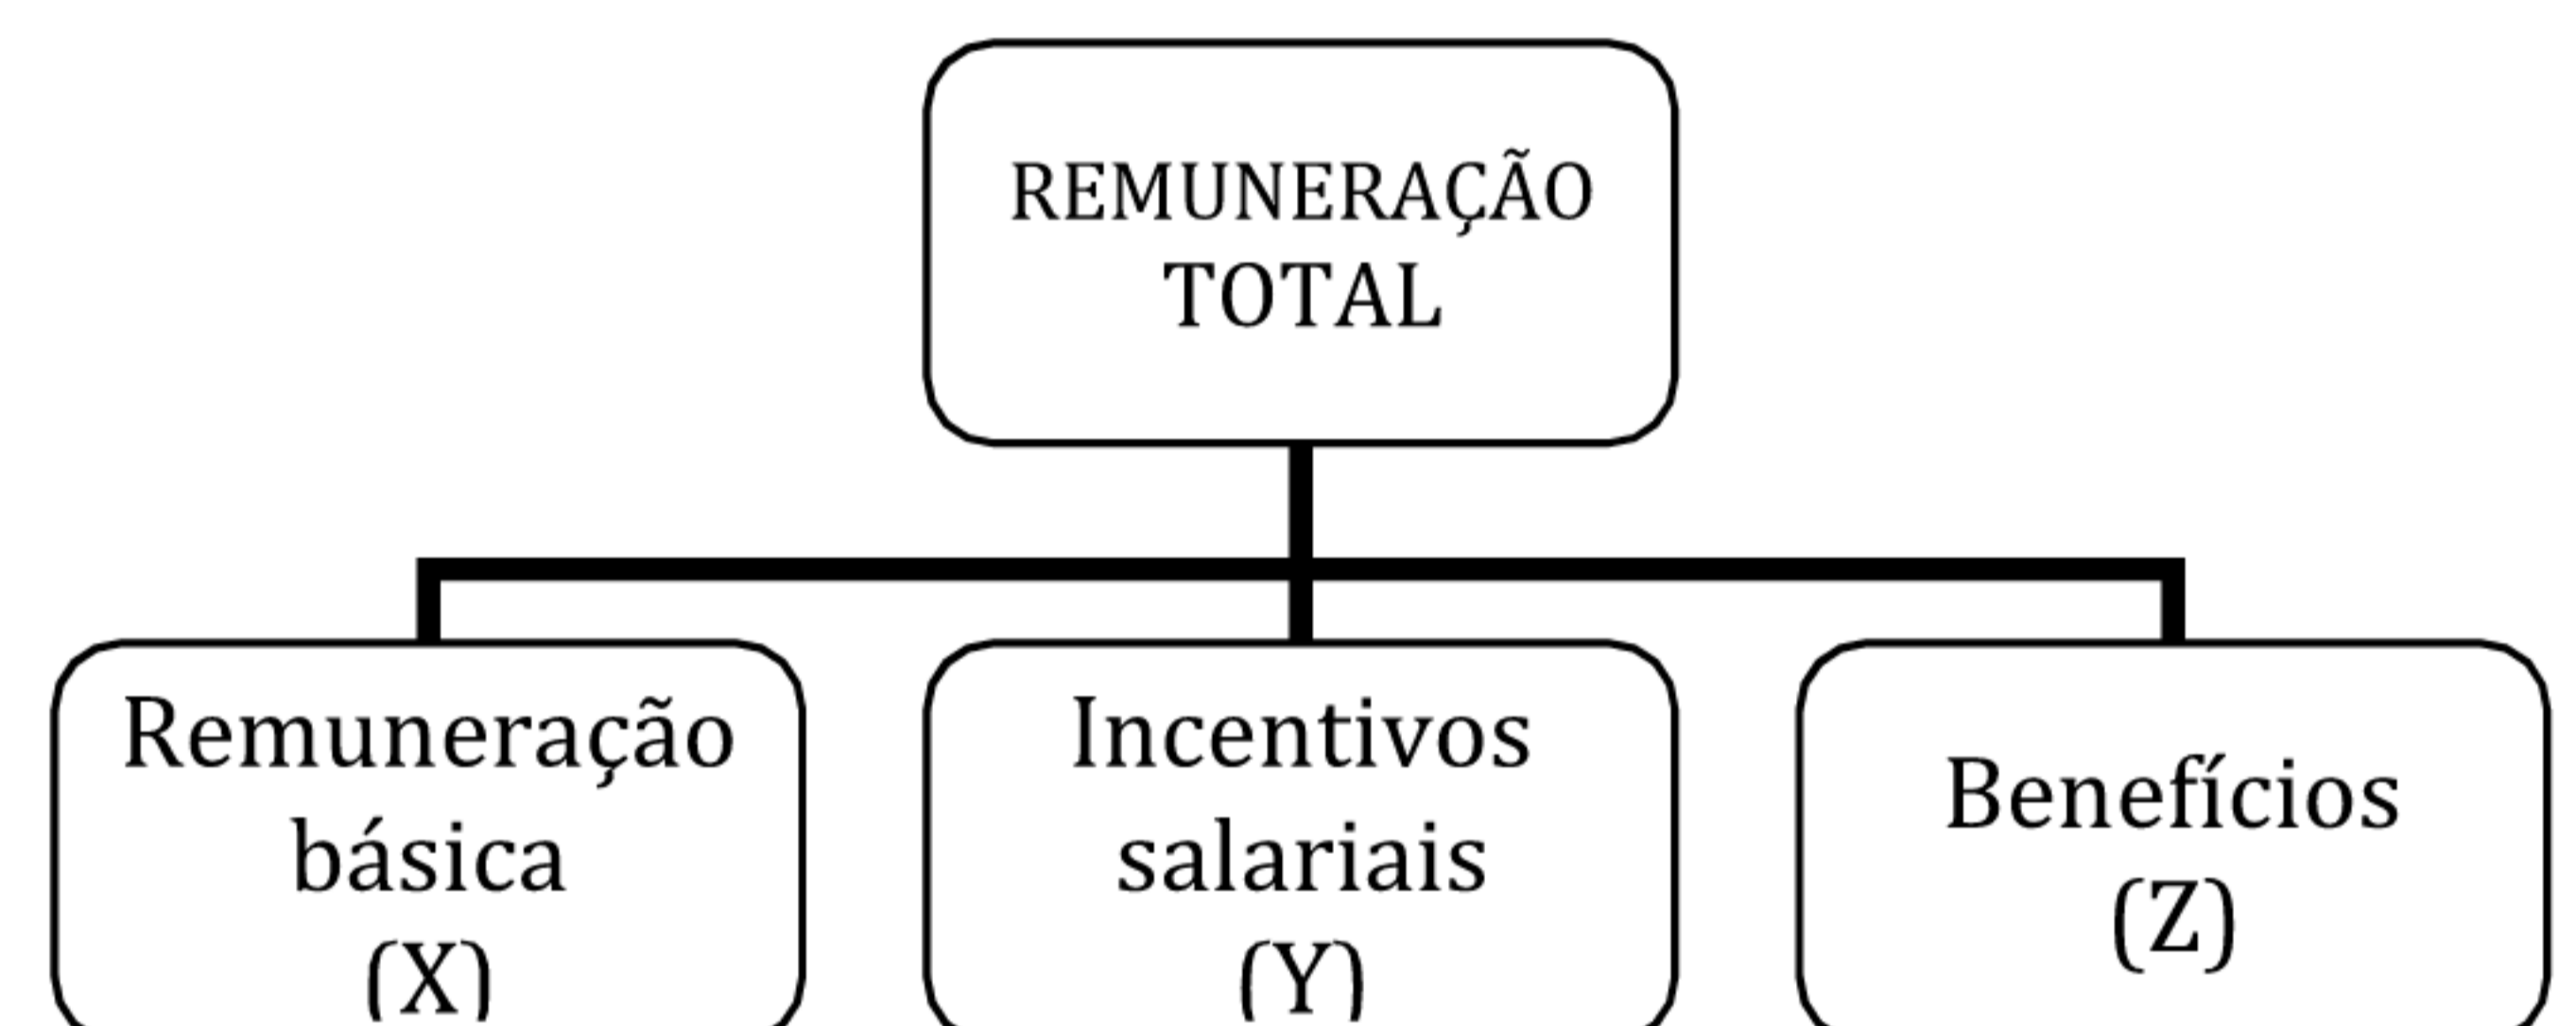 REMUNERAÇÃO
TOTAL
Remuneração
básica
(X)
Incentivos
salariais
(Y)
Benefícios
(Z)